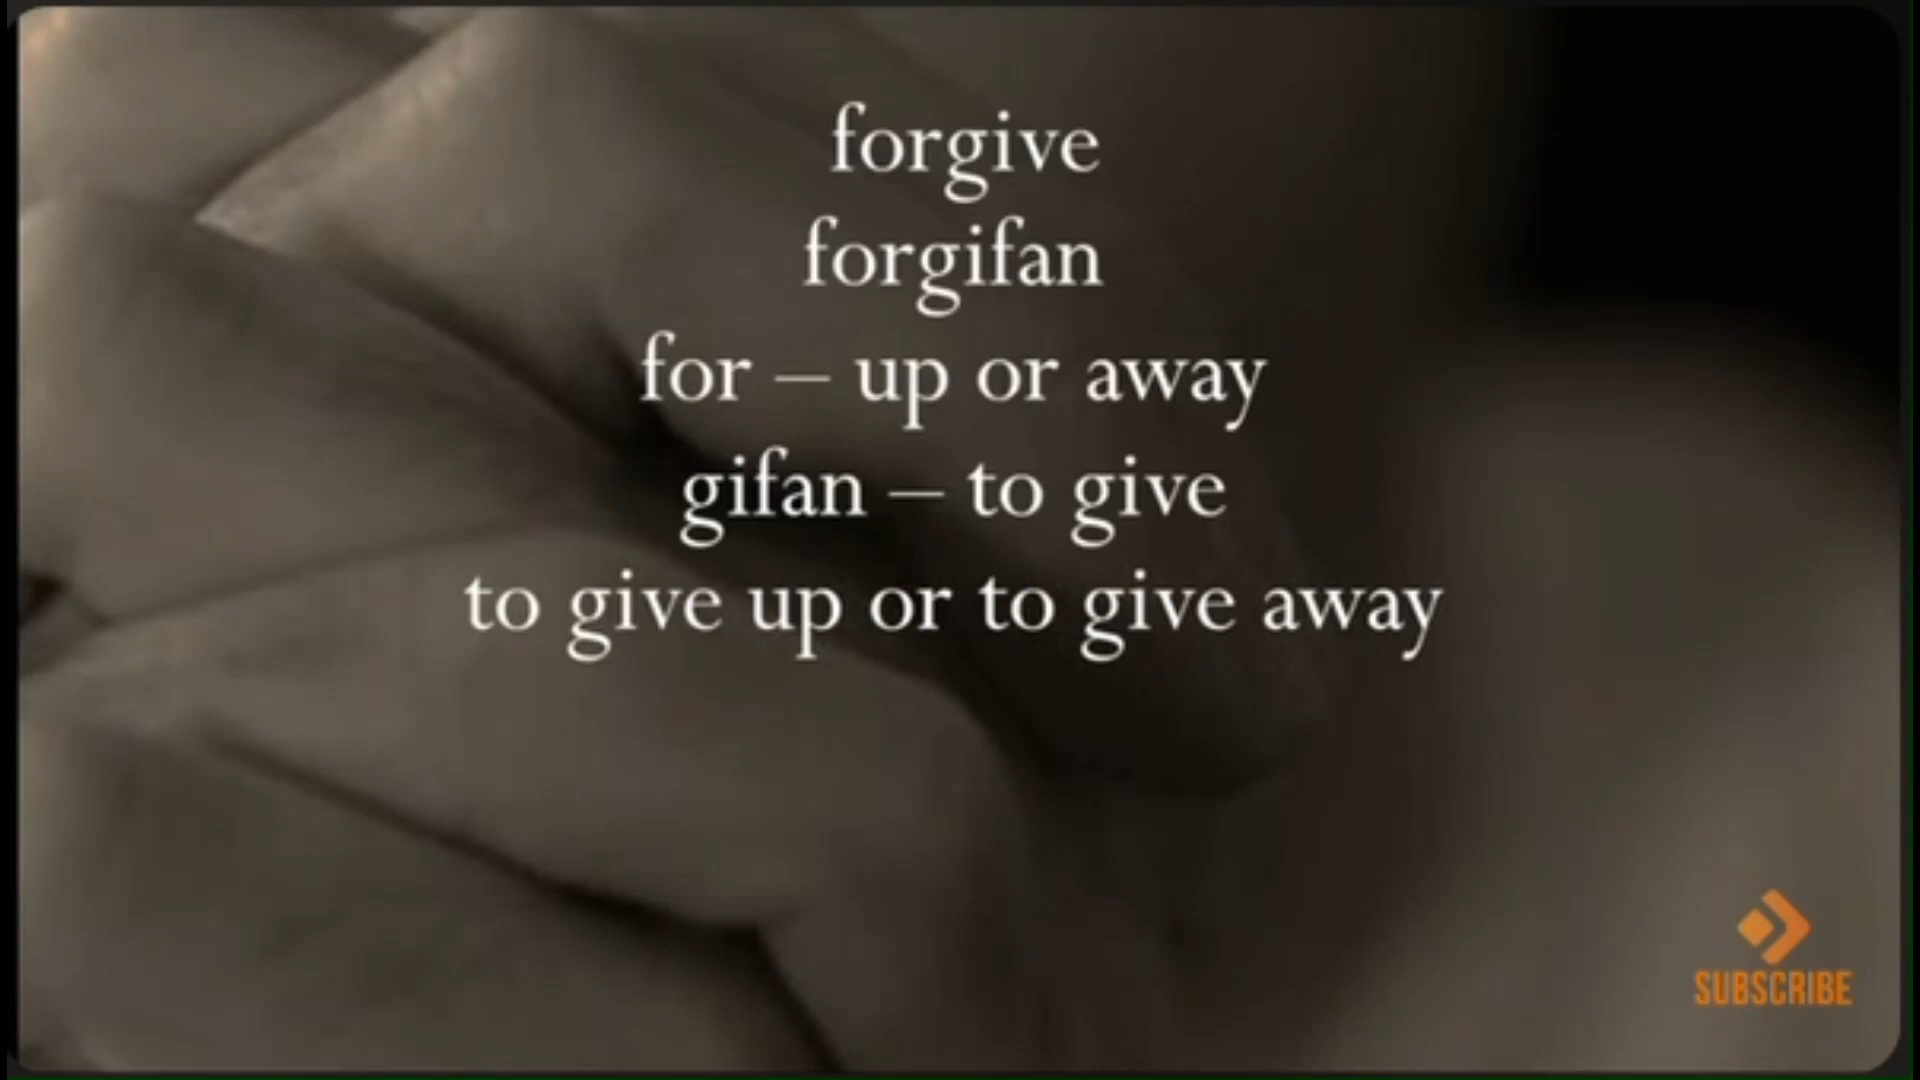 forgive
forgifan
for – up or away
gifan – to give
to give up or to give away
SUBSCRIBE